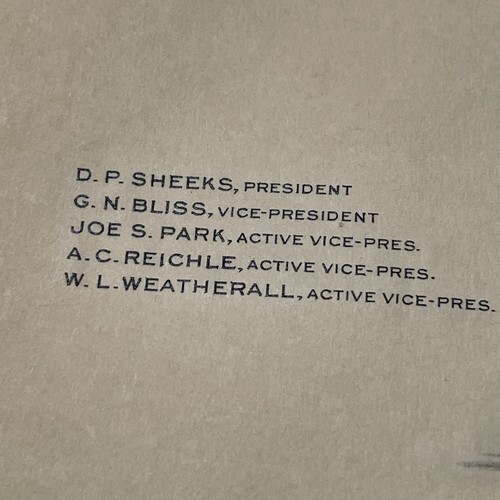 D. P. SHEEKS, PRESIDENT
G. N. BLISS, VICE-PRESIDENT
JOE S. PARK, ACTIVE VICE-PRES.
A. C. REICHLE, ACTIVE VICE-PRES.
W. L. WEATHERALL, ACTIVE VICE-PRES.